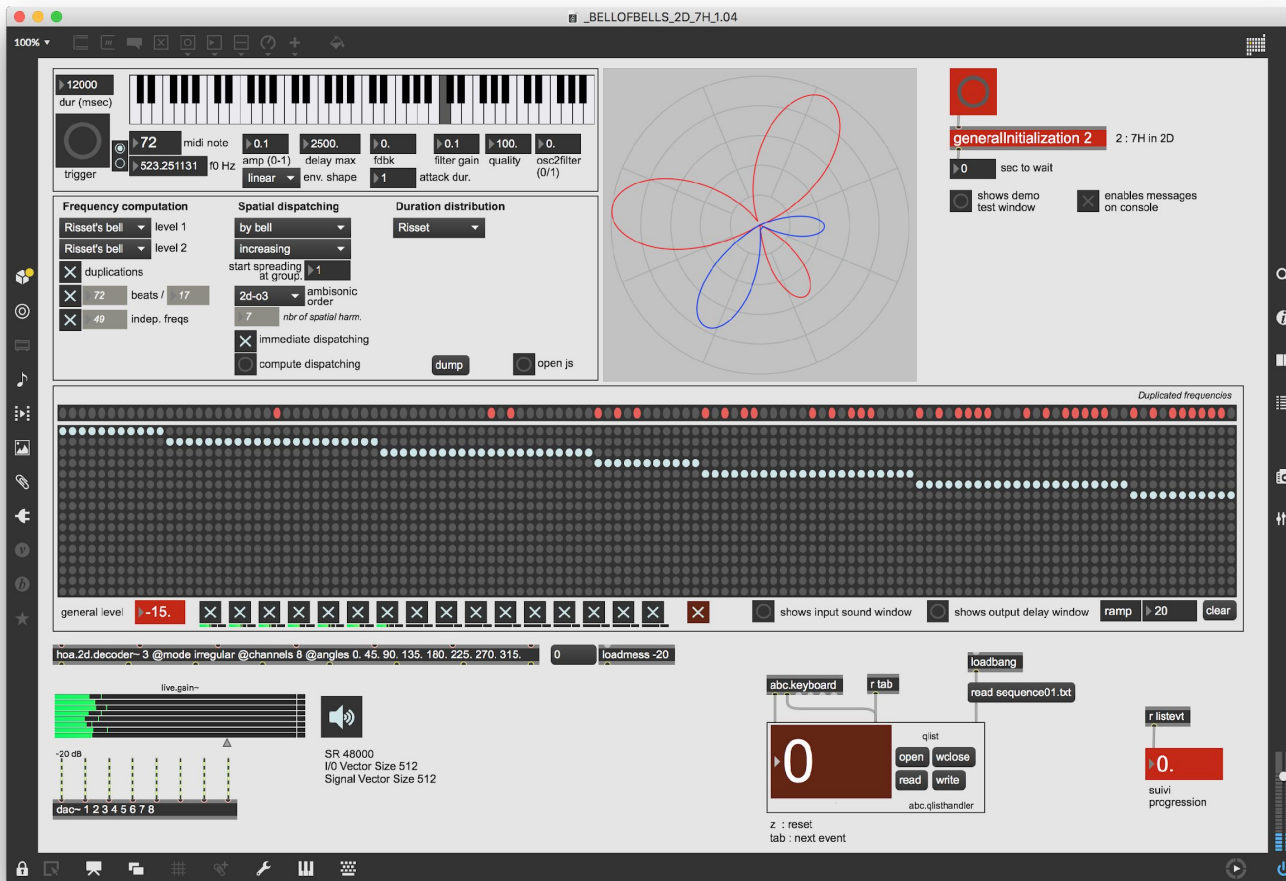 _BELLOFBELLS_2D_7H_1.04
100%
12000
dur (msec)
trigger
72 midi note
523.251131 f0 Hz
0.1 2500. 0. 0.1 100. 0.
amp (0-1) delay max fdbk filter gain quality osc2filter (0/1)
linear env. shape 1 attack dur.
generalInitialization 2 2 : 7H in 2D
0 sec to wait
shows demo test window
enables messages on console
Frequency computation Spatial dispatching Duration distribution
Risset's bell level 1 by bell Risset
Risset's bell level 2 increasing
duplications start spreading at group. 1
72 beats / 17 2d-o3 ambisonic order
49 indep. freqs 7 nbr of spatial harm.
immediate dispatching
compute dispatching dump open js
Duplicated frequencies
general level -15. shows input sound window shows output delay window ramp 20 clear
hoa.2d.decoder~ 3 @mode irregular @channels 8 @angles 0. 45. 90. 135. 180. 225. 270. 315. 0 loadmess -20
live.gain~
-20 dB
SR 48000
I/O Vector Size 512
Signal Vector Size 512
dac~ 1 2 3 4 5 6 7 8
loadbang
abc.keyboard r tab read sequence01.txt
0 qlist
open wclose
read write
abc.qlisthandler
z : reset
tab : next event
r listevt
0.
suivi
progression